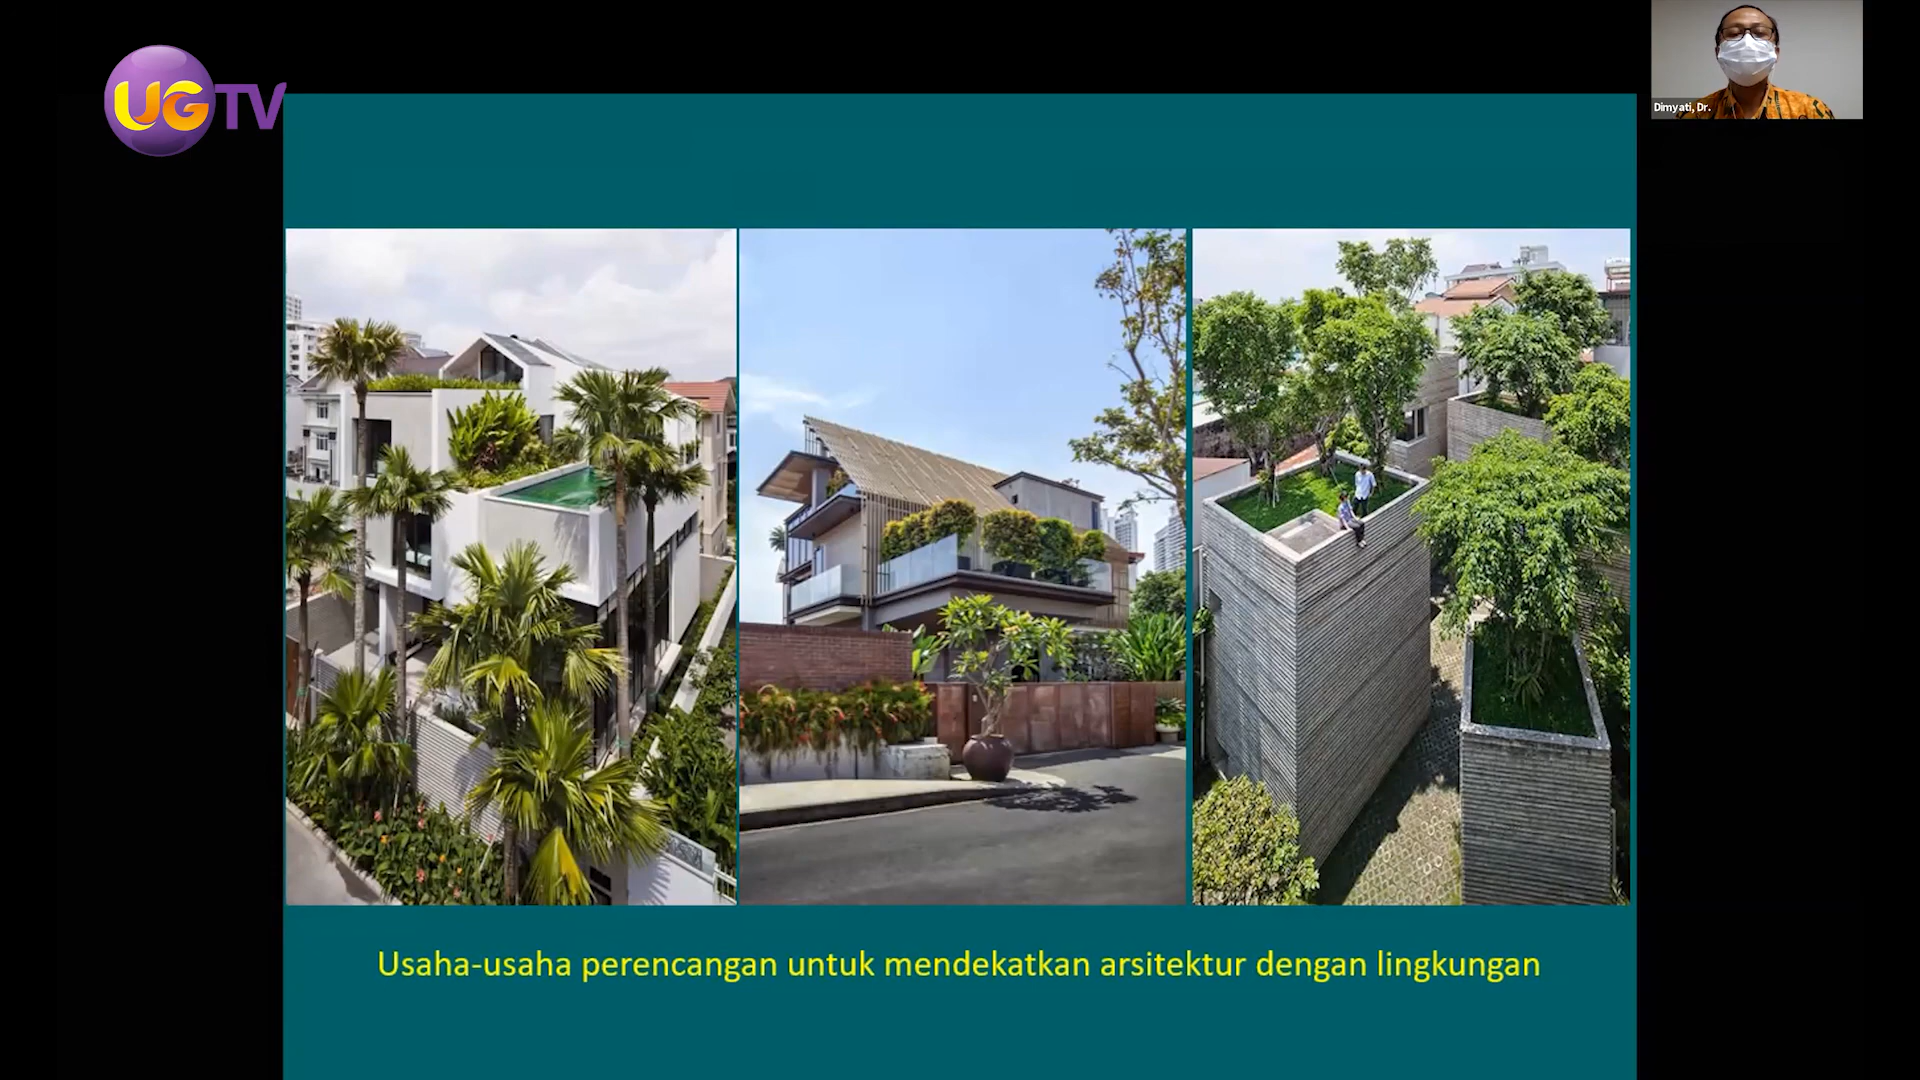 UGTV
Dimyati, Dr.
Usaha-usaha perencangan untuk mendekatkan arsitektur dengan lingkungan